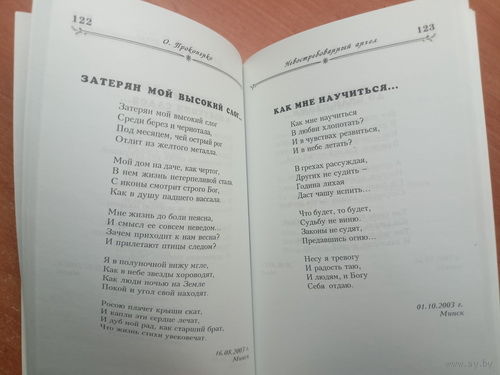 122
О. Прокопенко
ЗАТЕРЯН МОЙ ВЫСОКИЙ СЛОГ...
Затерян мой высокий слог
Среди берез и чернотала,
Под месяцем, чей острый рог
Отлит из желтого металла.
Мой дом на даче, как чертог,
В нем жизнь нетерпеливой стала.
С иконы смотрит строго Бог,
Как в душу падшего вассала.
Мне жизнь до боли неясна,
И смысл ее совсем неведом...
Зачем приходит к нам весна?
И прилетают птицы следом?
Я в полуночной вижу мгле,
Как в небе звезды хороводят,
Как люди ночью на Земле
Покой и угол свой находят.
Росою плачет крыши скат,
И капли эти сердце лечат,
И дуб мой рад, как старший брат.
Что жизнь стихи увековечат.
16.08.2003 г.
Минск
123
Невостребованный ангел
КАК МНЕ НАУЧИТЬСЯ...
Как мне научиться
В любви хлопотать?
И в чувствах резвиться,
И в небе летать?
В грехах рассуждая,
Других не судить –
Година лихая
Даст чашу испить...
Что будет, то будет,
Судьбу не виню.
Законы не судят,
Предавшись огню...
Несу я тревогу
И радость таю,
И людям, и Богу
Себя отдаю.
01.10.2003 г.
Минск
ay.by